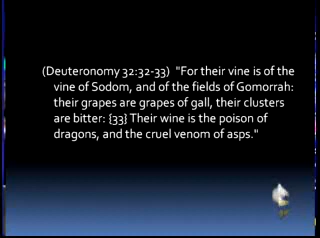 (Deuteronomy 32:32-33) "For their vine is of the
vine of Sodom, and of the fields of Gomorrah:
their grapes are grapes of gall, their clusters
are bitter: {33} Their wine is the poison of
dragons, and the cruel venom of asps."